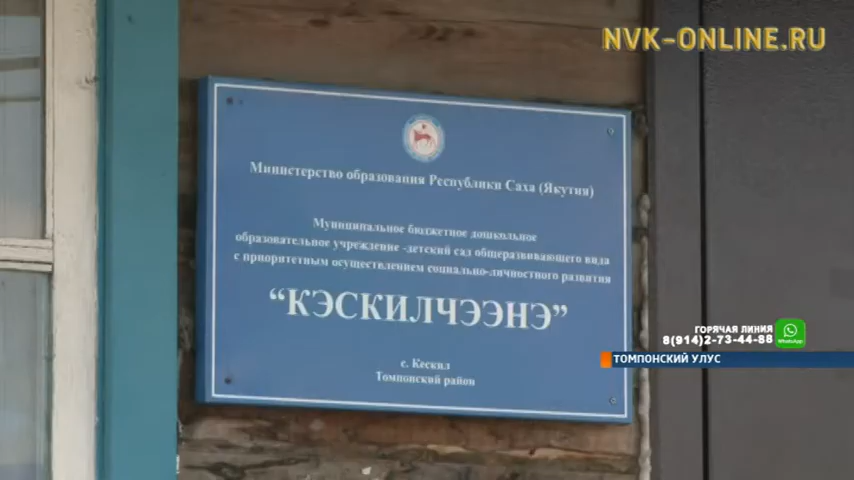 NVK-ONLINE.RU
Министерство образования Республики Саха (Якутия)
Муниципальное бюджетное дошкольное
образовательное учреждение -детский сад общеразвивающего вида
с приоритетным осуществлением социально-личностного развития
“КЭСКИЛЧЭЭНЭ”
с. Кескил
Томпонский район
ГОРЯЧАЯ ЛИНИЯ
8(914)2-73-44-88
WhatsApp
ТОМПОНСКИЙ УЛУС